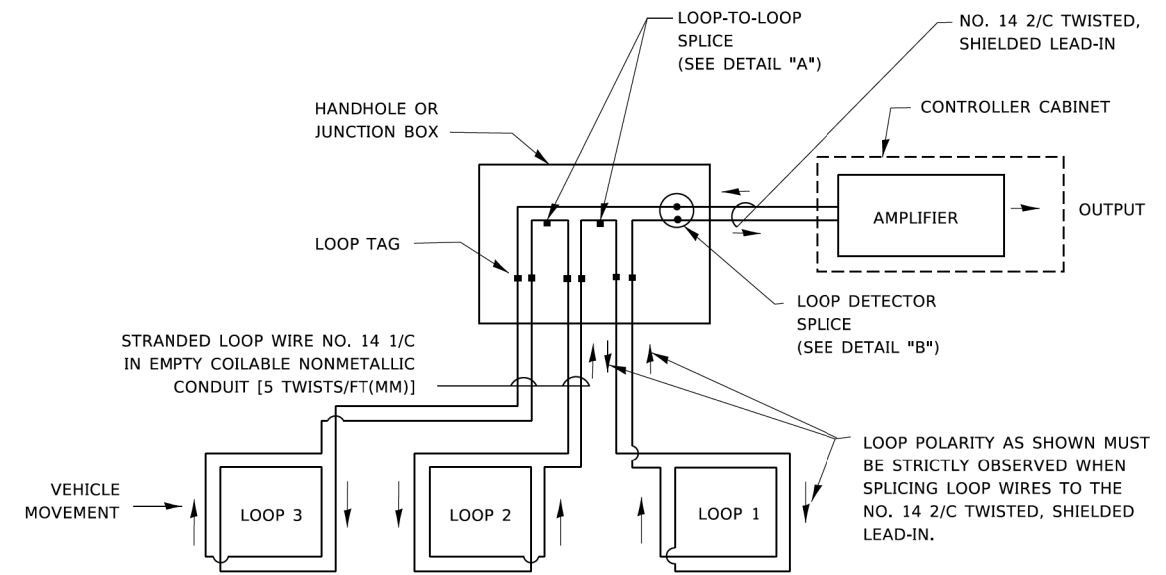 LOOP-TO-LOOP
SPLICE
(SEE DETAIL "A")
NO. 14 2/C TWISTED,
SHIELDED LEAD-IN
HANDHOLE OR
JUNCTION BOX
CONTROLLER CABINET
AMPLIFIER
OUTPUT
LOOP TAG
LOOP DETECTOR
SPLICE
(SEE DETAIL "B")
STRANDED LOOP WIRE NO. 14 1/C
IN EMPTY COILABLE NONMETALLIC
CONDUIT [5 TWISTS/FT(MM)]
LOOP POLARITY AS SHOWN MUST
BE STRICTLY OBSERVED WHEN
SPLICING LOOP WIRES TO THE
NO. 14 2/C TWISTED, SHIELDED
LEAD-IN.
VEHICLE
MOVEMENT
LOOP 3
LOOP 2
LOOP 1